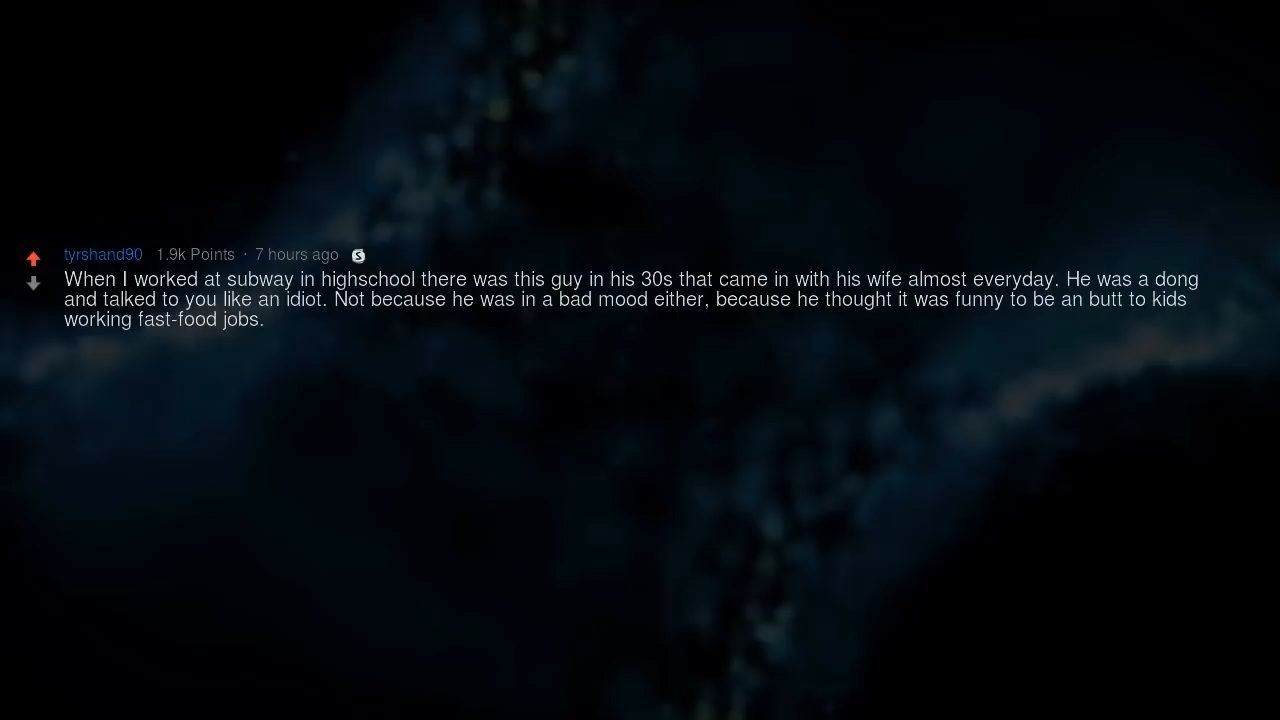 tyrshand90 1.9k Points · 7 hours ago S
When I worked at subway in highschool there was this guy in his 30s that came in with his wife almost everyday. He was a dong
and talked to you like an idiot. Not because he was in a bad mood either, because he thought it was funny to be an butt to kids
working fast-food jobs.